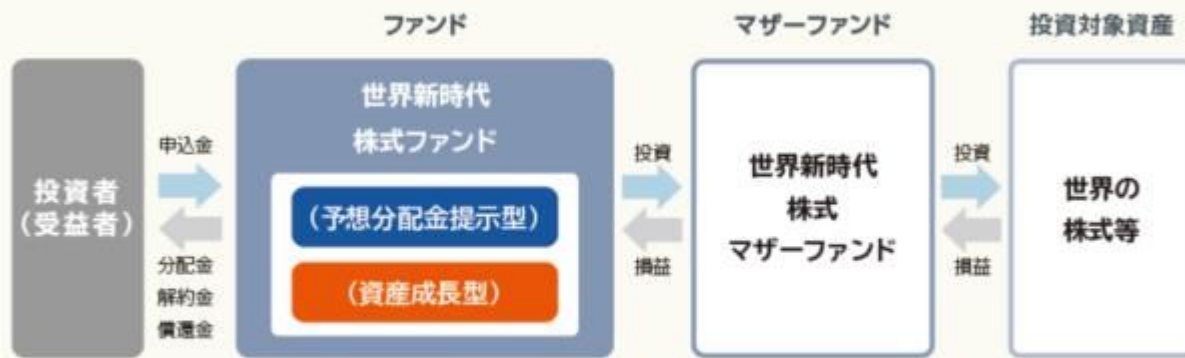 ファンド
マザーファンド
投資対象資産
投資者
(受益者)
申込金
分配金
解約金
償還金
世界新時代
株式ファンド
(予想分配金提示型)
(資産成長型)
投資
損益
世界新時代
株式
マザーファンド
投資
損益
世界の
株式等